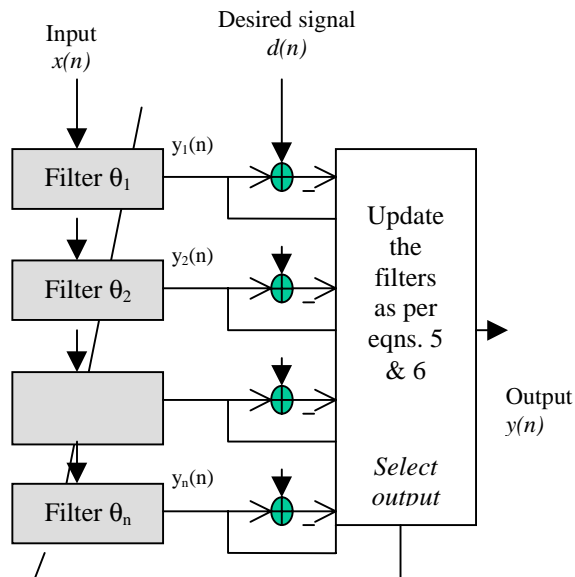 Input
x(n)
Desired signal
d(n)
Filter θ₁
y₁(n)
Filter θ₂
y₂(n)
Filter θₙ
yₙ(n)
Update
the
filters
as per
eqns. 5
& 6
Select
output
Output
y(n)